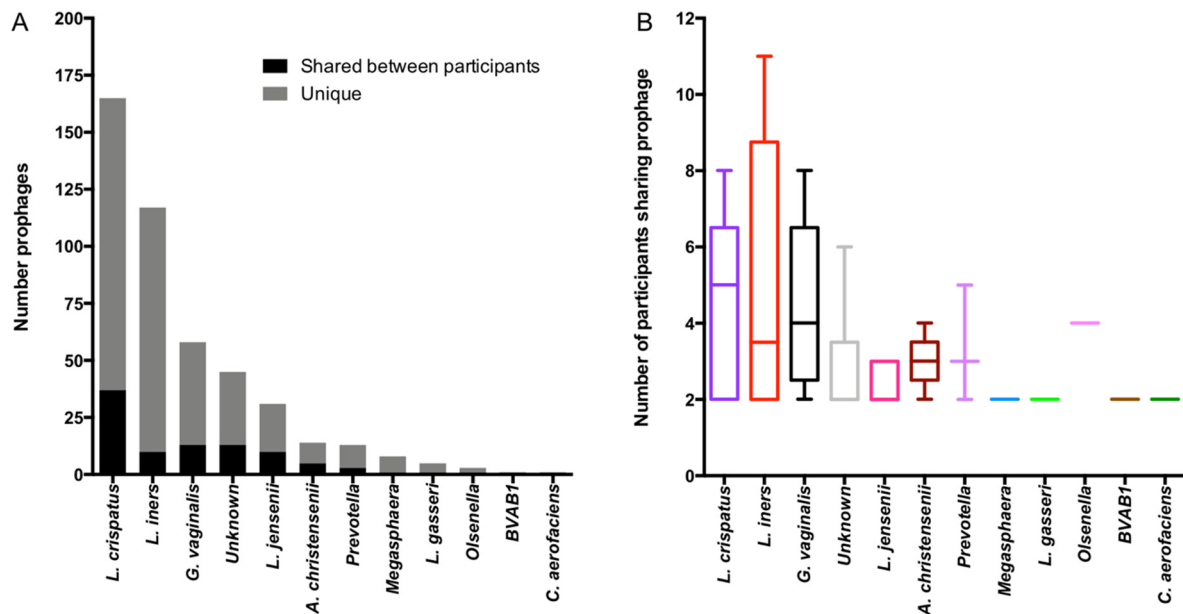 A
Number prophages
200
175
150
125
100
75
50
25
0
Shared between participants
Unique
L. crispatus
L. iners
G. vaginalis
Unknown
L. jensenii
A. christensenii
Prevotella
Megasphaera
L. gasseri
Olsenella
BVAB1
C. aerofaciens
B
Number of participants sharing prophage
12
10
8
6
4
2
0
L. crispatus
L. iners
G. vaginalis
Unknown
L. jensenii
A. christensenii
Prevotella
Megasphaera
L. gasseri
Olsenella
BVAB1
C. aerofaciens